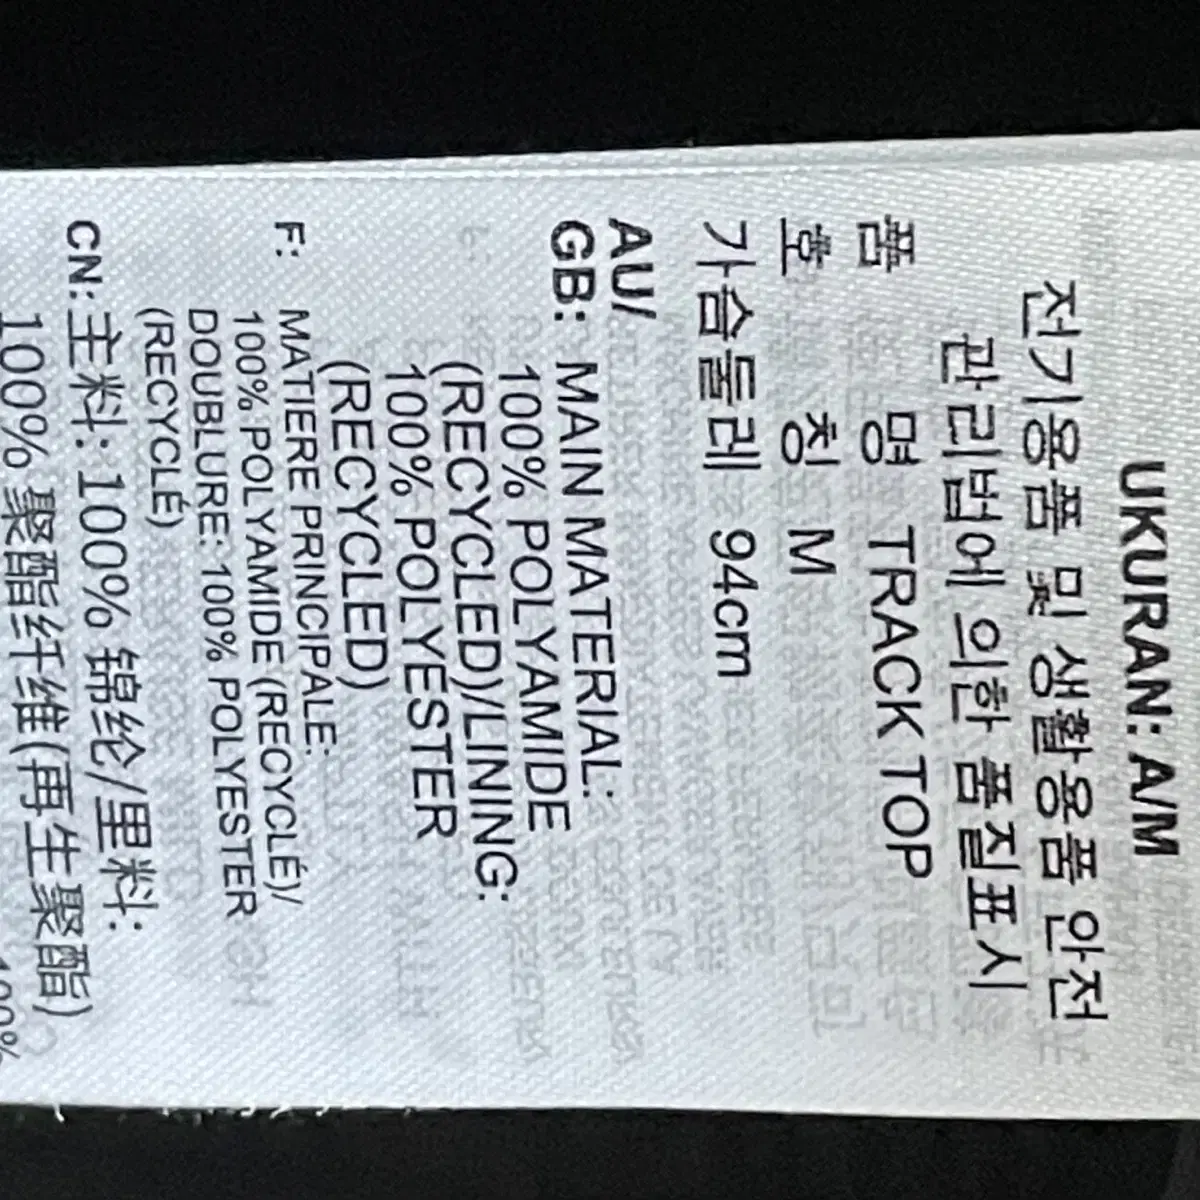 UKURAN: A/M
전기용품 및 생활용품 안전
관리법에 의한 품질표시
품 명 TRACK TOP
호 칭 M
가슴둘레 94cm
AU/
GB: MAIN MATERIAL:
100% POLYAMIDE
(RECYCLED)/LINING:
100% POLYESTER
(RECYCLED)
F: MATIERE PRINCIPALE:
100% POLYAMIDE (RECYCLÉ)/
DOUBLURE: 100% POLYESTER
(RECYCLÉ)
CN: 主料: 100% 锦纶/里料:
100% 聚酯纤维(再生聚酯)
100%